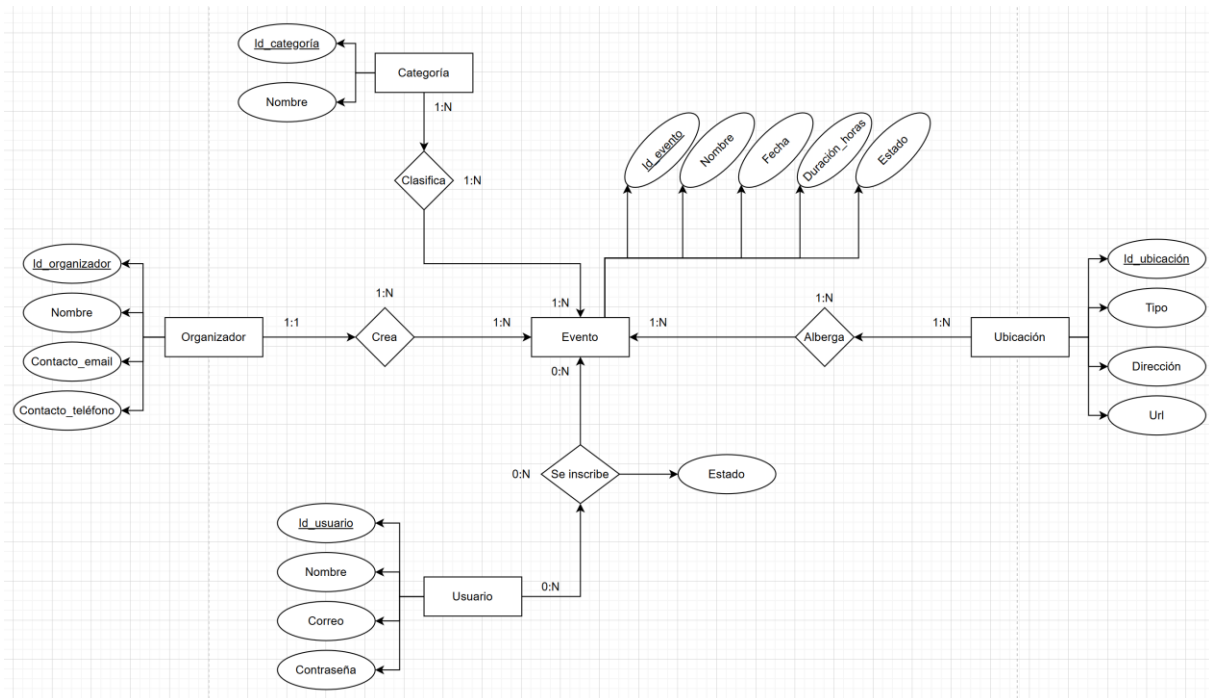 Id_categoría
Categoría
Nombre
1:N
Clasifica
1:N
Id_evento
Nombre
Fecha
Duración_horas
Estado
Id_organizador
Nombre
Contacto_email
Contacto_teléfono
Organizador
1:1
1:N
Crea
1:N
1:N
Evento
0:N
1:N
1:N
Alberga
1:N
Ubicación
Id_ubicación
Tipo
Dirección
Url
0:N
Se inscribe
Estado
Id_usuario
Nombre
Correo
Contraseña
Usuario
0:N